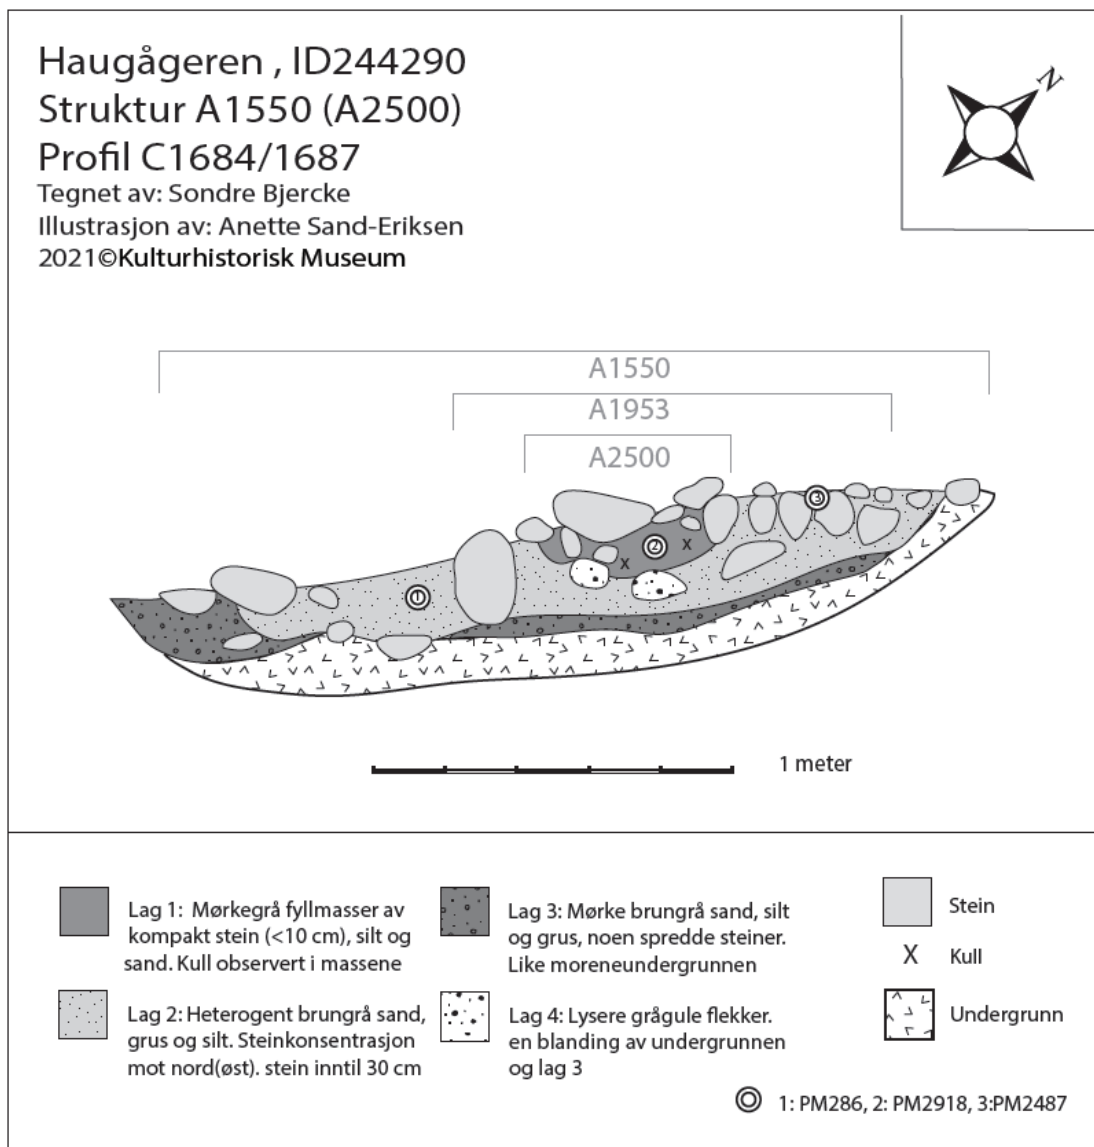 Haugågeren , ID244290
Struktur A1550 (A2500)
Profil C1684/1687
Tegnet av: Sondre Bjercke
Illustrasjon av: Anette Sand-Eriksen
2021©Kulturhistorisk Museum
N
A1550
A1953
A2500
3
2
X
X
1
1 meter
Lag 1: Mørkegrå fyllmasser av
kompakt stein (<10 cm), silt og
sand. Kull observert i massene
Lag 2: Heterogent brungrå sand,
grus og silt. Steinkonsentrasjon
mot nord(øst). stein inntil 30 cm
Lag 3: Mørke brungrå sand, silt
og grus, noen spredde steiner.
Like moreneundergrunnen
Lag 4: Lysere grågule flekker.
en blanding av undergrunnen
og lag 3
Stein
X Kull
Undergrunn
1: PM286, 2: PM2918, 3:PM2487